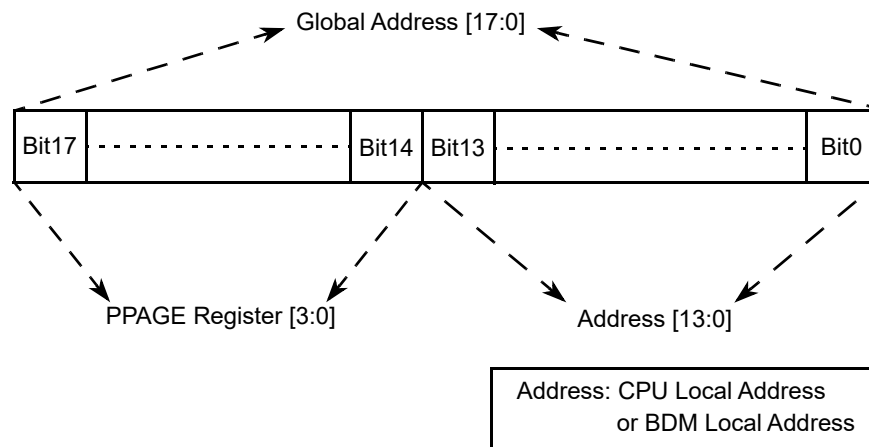 Global Address [17:0]
Bit17 Bit14 Bit13 Bit0
PPAGE Register [3:0]
Address [13:0]
Address: CPU Local Address
or BDM Local Address